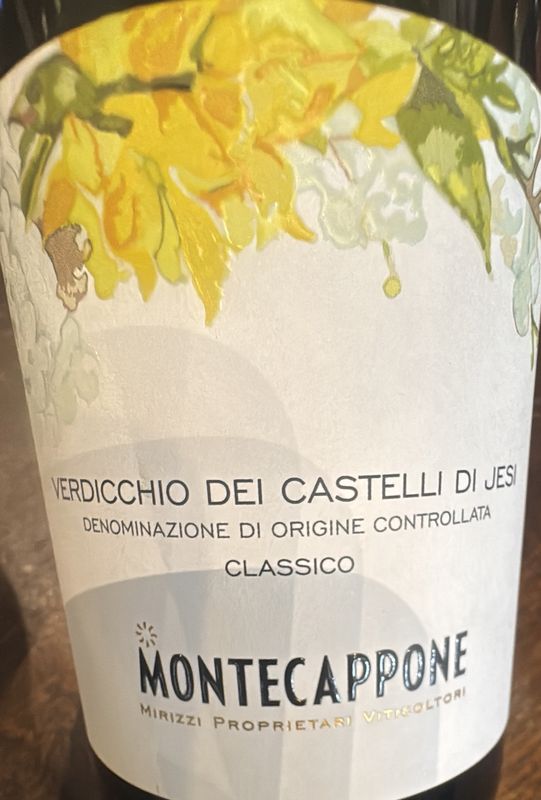 VERDICCHIO DEI CASTELLI DI JESI
DENOMINAZIONE DI ORIGINE CONTROLLATA
CLASSICO
MONTECAPPONE
MIRIZZI PROPRIETARI VITICOLTORI